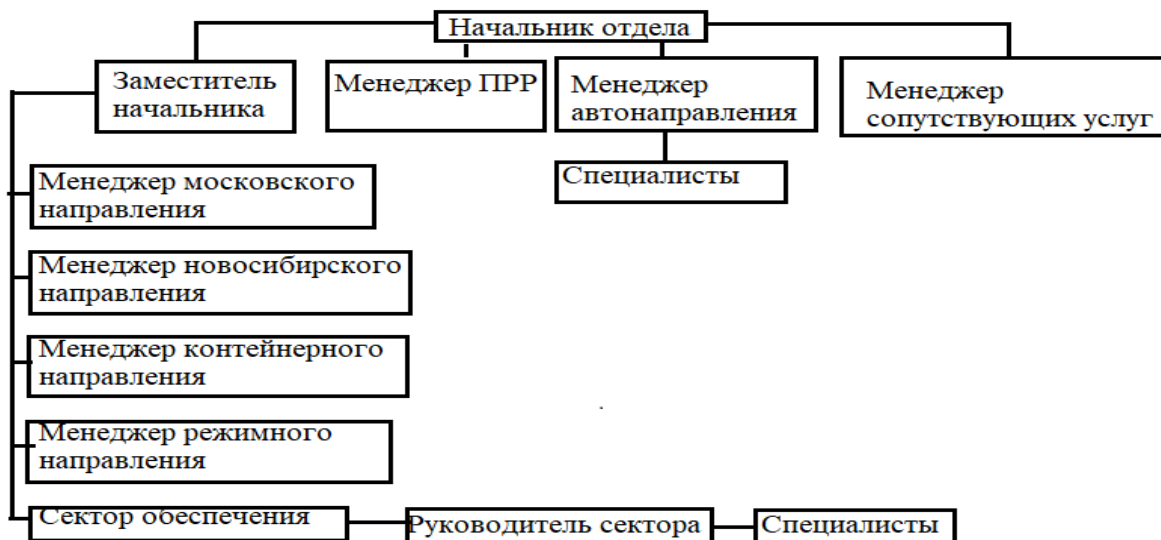 Начальник отдела
Заместитель
начальника
Менеджер ПРР
Менеджер
автонаправления
Менеджер
сопутствующих услуг
Специалисты
Менеджер московского
направления
Менеджер новосибирского
направления
Менеджер контейнерного
направления
Менеджер режимного
направления
Сектор обеспечения
Руководитель сектора
Специалисты